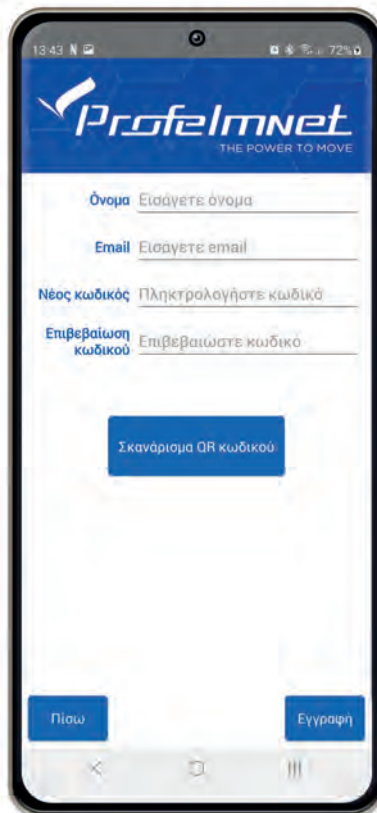 13:43 N
72%
Profelmnet
THE POWER TO MOVE
Όνομα Εισάγετε όνομα
Email Εισάγετε email
Νέος κωδικός Πληκτρολογήστε κωδικό
Επιβεβαίωση
κωδικού Επιβεβαιώστε κωδικό
Σκανάρισμα QR κωδικού
Πίσω
Εγγραφή